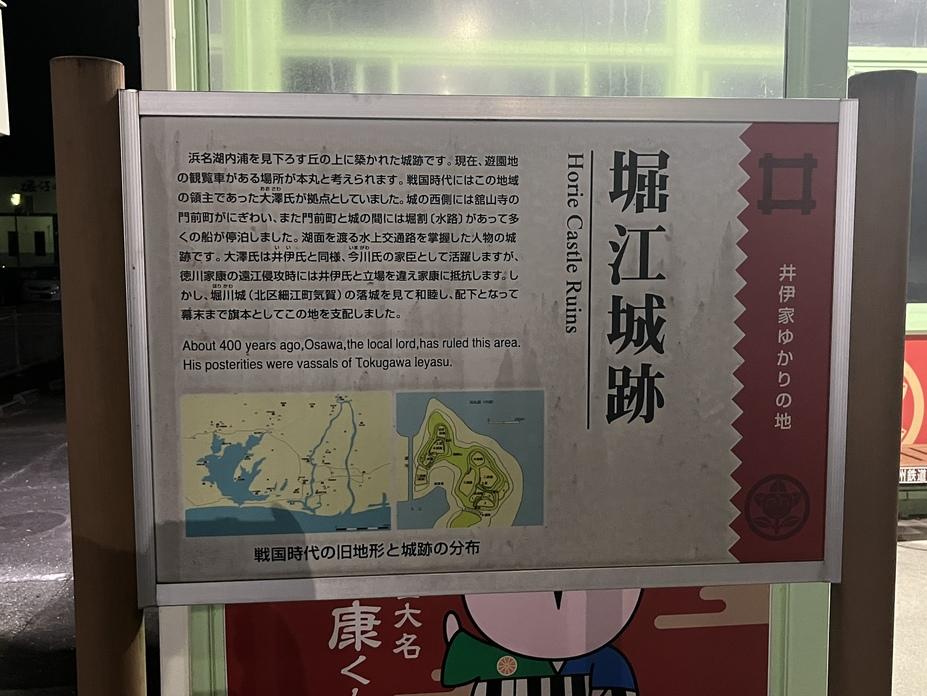 堀江城跡
Horie Castle Ruins
井伊家ゆかりの地
浜名湖内浦を見下ろす丘の上に築かれた城跡です。現在、遊園地
の観覧車がある場所が本丸と考えられます。戦国時代にはこの地域
の領主であった大澤氏が拠点としていました。城の西側には舘山寺の
門前町がにぎわい、また門前町と城の間には堀割(水路)があって多
くの船が停泊しました。湖面を渡る水上交通路を掌握した人物の城
跡です。大澤氏は井伊氏と同様、今川氏の家臣として活躍しますが、
徳川家康の遠江侵攻時には井伊氏と立場を違え家康に抵抗します。し
かし、堀川城(北区細江町気賀)の落城を見て和睦し、配下となって
幕末まで旗本としてこの地を支配しました。
About 400 years ago,Osawa,the local lord,has ruled this area.
His posterities were vassals of Tokugawa Ieyasu.
戦国時代の旧地形と城跡の分布
大名
康く